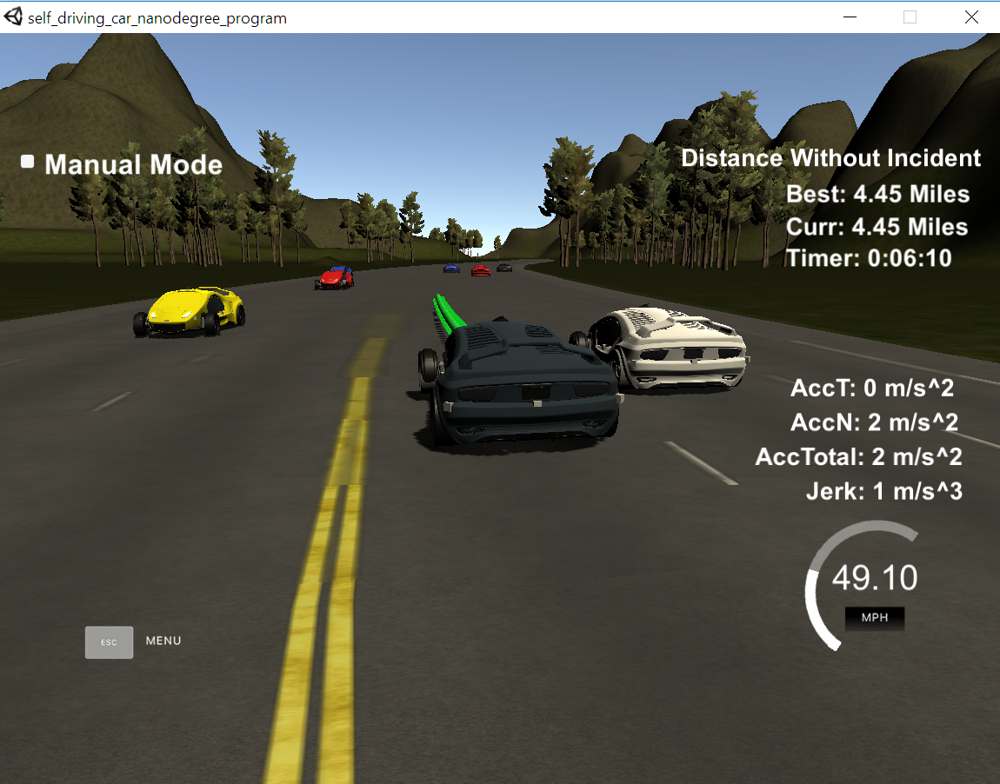 self_driving_car_nanodegree_program
Manual Mode
Distance Without Incident
Best: 4.45 Miles
Curr: 4.45 Miles
Timer: 0:06:10
AccT: 0 m/s^2
AccN: 2 m/s^2
AccTotal: 2 m/s^2
Jerk: 1 m/s^3
49.10
MPH
ESC MENU